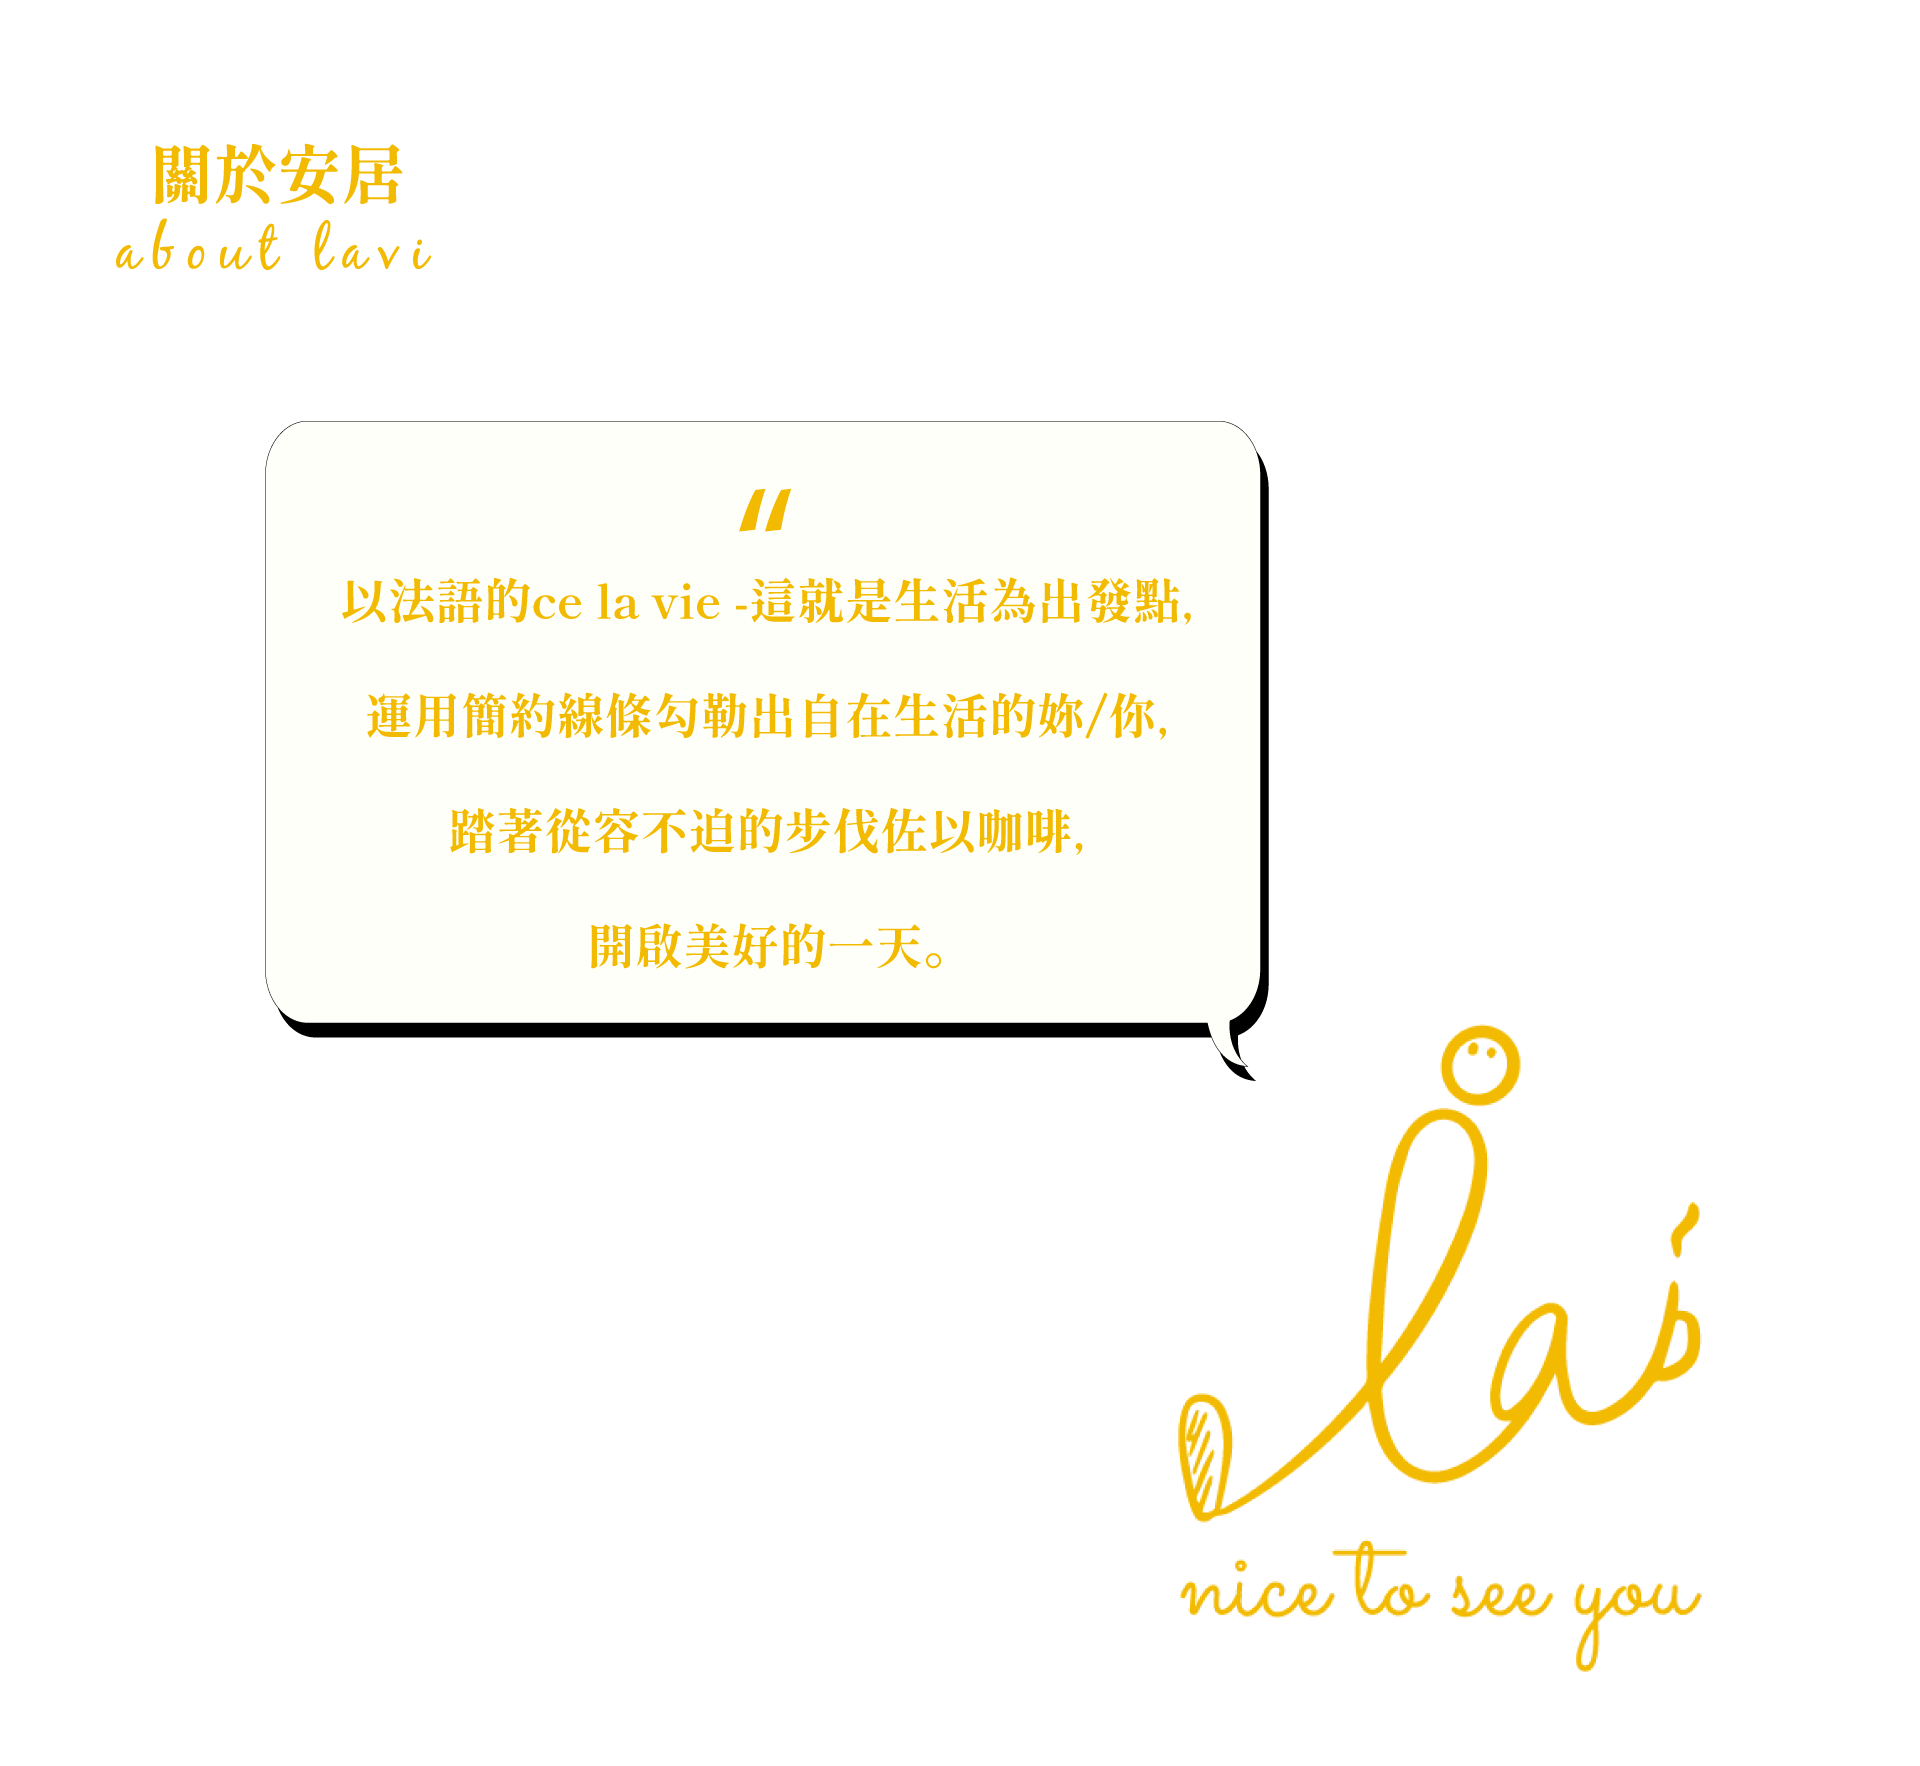 關於安居
about lavi
“
以法語的ce la vie -這就是生活為出發點,
運用簡約線條勾勒出自在生活的妳/你,
踏著從容不迫的步伐佐以咖啡,
開啟美好的一天。
lav
nice to see you